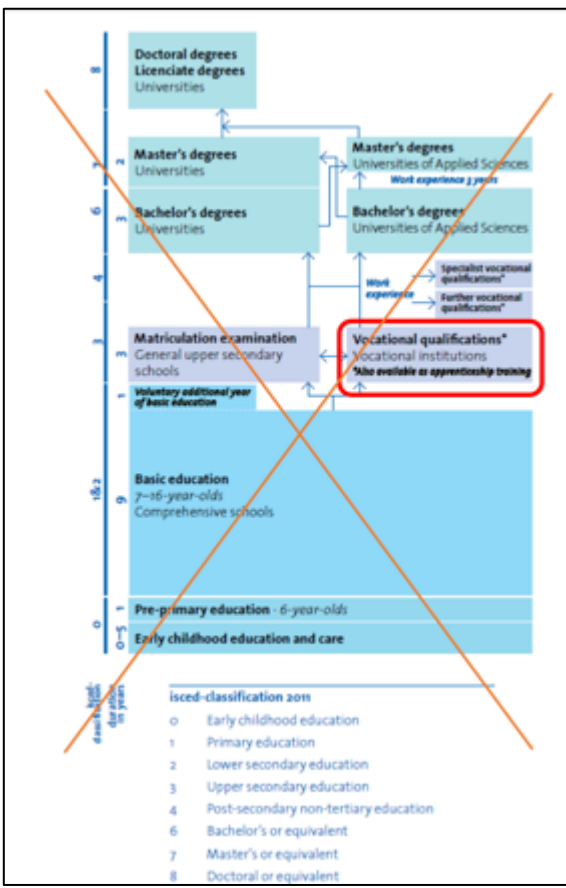 8
Doctoral degrees
Licenciate degrees
Universities
7
2
Master's degrees
Universities
Master's degrees
Universities of Applied Sciences
Work experience 3 years
6
3
Bachelor's degrees
Universities
Bachelor's degrees
Universities of Applied Sciences
4
Work
experience
Specialist vocational
qualifications*
Further vocational
qualifications*
3
3
Matriculation examination
General upper secondary
schools
Vocational qualifications*
Vocational institutions
*Also available as apprenticeship training
1
Voluntary additional year
of basic education
1&2
9
Basic education
7–16-year-olds
Comprehensive schools
0
1
Pre-primary education - 6-year-olds
0–5
Early childhood education and care
isced-
classification
duration
in years
isced-classification 2011
0 Early childhood education
1 Primary education
2 Lower secondary education
3 Upper secondary education
4 Post-secondary non-tertiary education
6 Bachelor's or equivalent
7 Master's or equivalent
8 Doctoral or equivalent